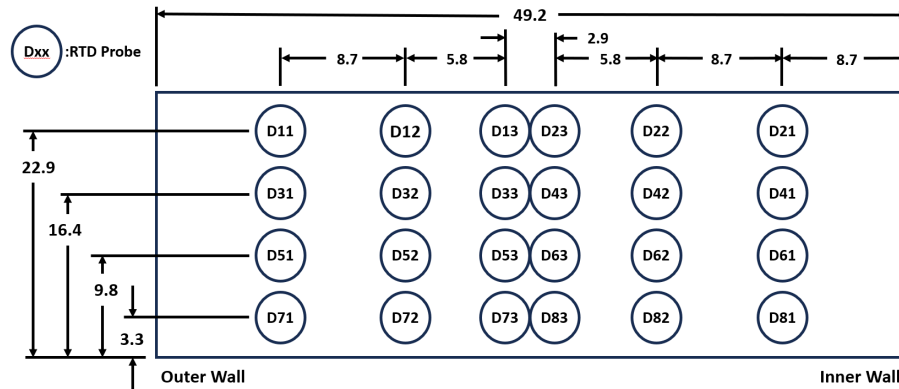 49.2
Dxx :RTD Probe
2.9
8.7 5.8 5.8 8.7 8.7
D11 D12 D13 D23 D22 D21
22.9
D31 D32 D33 D43 D42 D41
16.4
D51 D52 D53 D63 D62 D61
9.8
D71 D72 D73 D83 D82 D81
3.3
Outer Wall Inner Wall